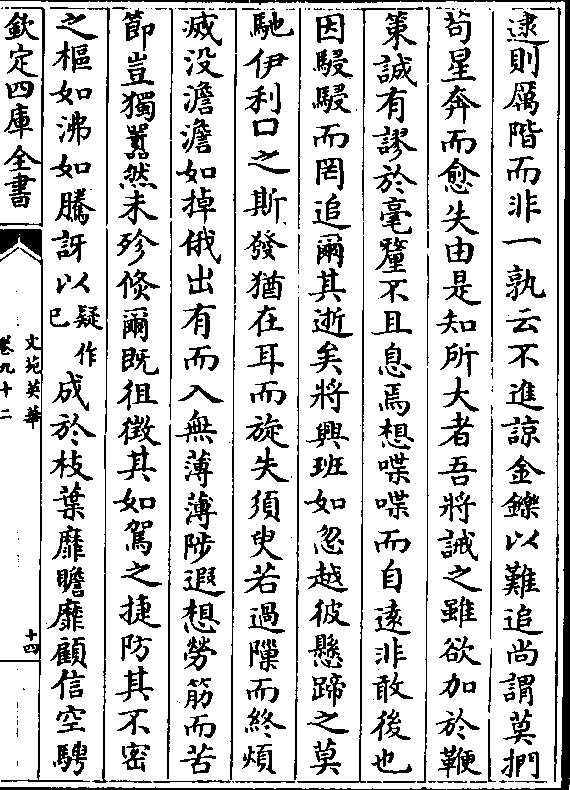 逮則厲階而非一孰云不進諒金鑠以難追尚謂莫捫
苟星奔而愈失由是知所大者吾將誡之雖欲加於鞭
策誠有謬於毫釐不且息焉想喋喋而自遠非敢後也
因駸駸而罔追爾其逝矣將興班如忽越彼懸蹄之莫
馳伊利口之斯發猶在耳而旋失須臾若過隟而終煩
滅没澹澹如掉俄出有而入無薄薄陟遐想勞筋而苦
節豈獨囂然未殄倐爾既徂徵其如駕之捷防其不密
之樞如沸如騰訝以疑作已成於枝葉靡瞻靡顧信空騁
欽定四庫全書
文苑英華
卷九十二
十四